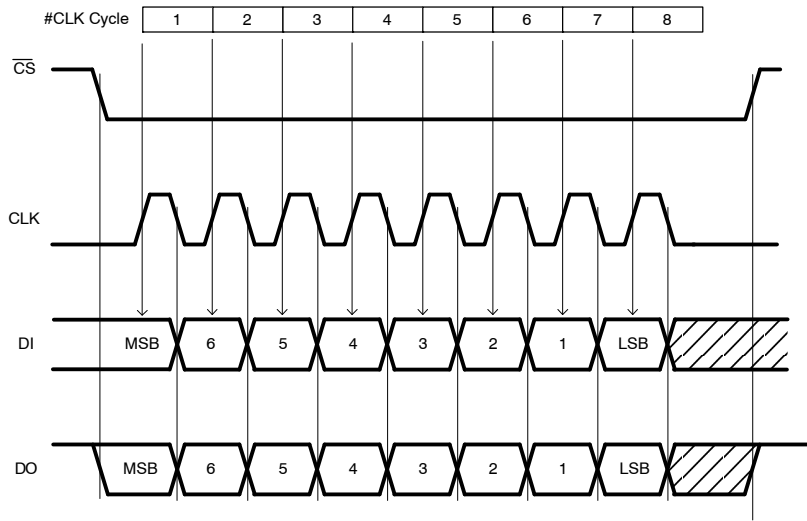 #CLK Cycle 1 2 3 4 5 6 7 8
CS
CLK
DI MSB 6 5 4 3 2 1 LSB
DO MSB 6 5 4 3 2 1 LSB